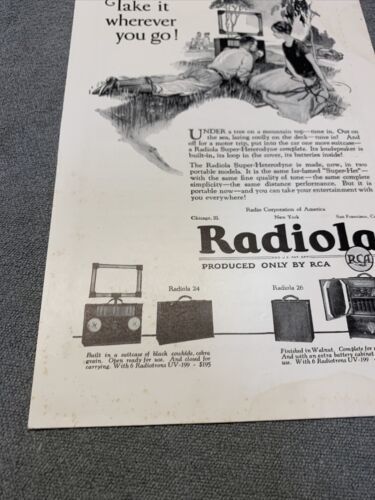 Take it
wherever
you go!
UNDER a tree on a mountain top—tune in. Out on
the sea, lazing coolly on the deck—tune in! And
off for a motor trip, put into the car one more suitcase—
a Radiola Super-Heterodyne complete. Its loudspeaker is
built-in, its loop in the cover, its batteries inside!
The Radiola Super-Heterodyne is made, now, in two
portable models. It is the same far-famed "Super-Het"—
with the same fine quality of tone—the same complete
simplicity—the same distance performance. But it is
portable now—and you can take your entertainment with
you everywhere!
Radio Corporation of America
Chicago, Ill. New York San Francisco,
Radiola
PRODUCED ONLY BY RCA
RCA
Radiola 24 Radiola 26
Built in a suitcase of black cowhide, cobra
grain. Open ready for use. And closed for
carrying. With 6 Radiotrons UV-199 - $195
Finished in Walnut. Complete for
And with an extra battery cabinet
use. With 6 Radiotrons UV-199 -